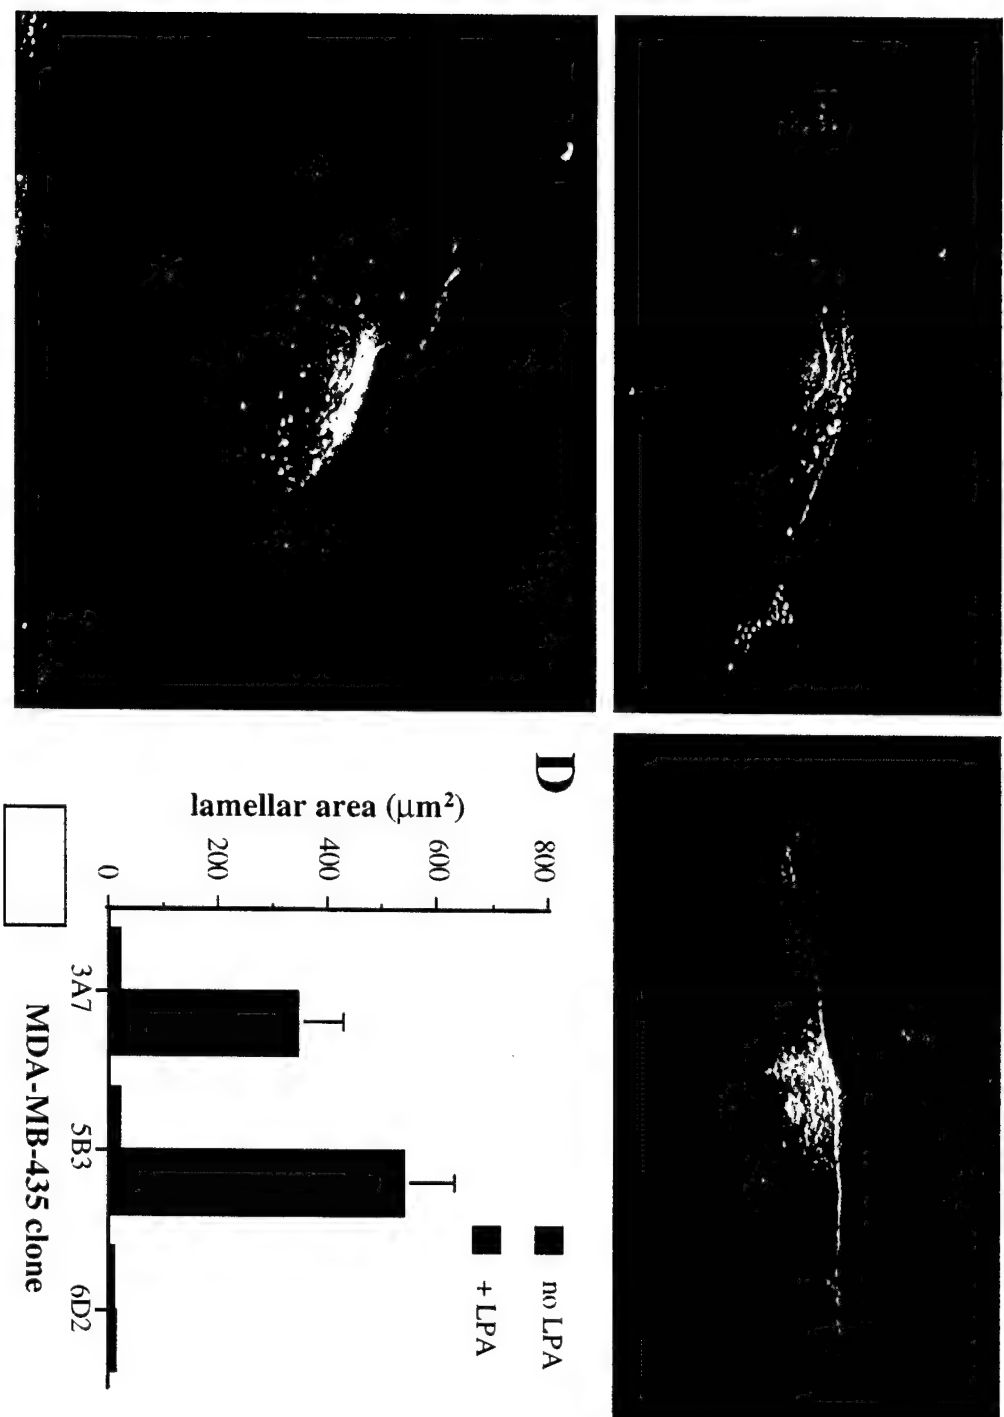 D
lamellar area (µm²)
800
600
400
200
0
no LPA
+ LPA
3A7
5B3
6D2
MDA-MB-435 clone